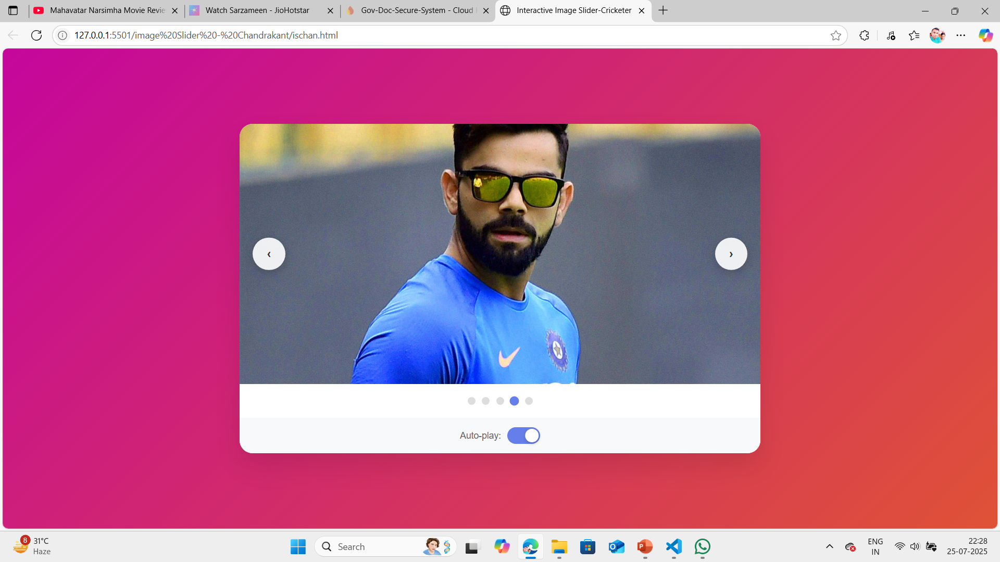 Mahavatar Narsimha Movie Revie
Watch Sarzameen - JioHotstar
Gov-Doc-Secure-System - Cloud
Interactive Image Slider-Cricketer
127.0.0.1:5501/image%20Slider%20-%20Chandrakant/ischan.html
‹
›
Auto-play:
8
31°C
Haze
Search
ENG
IN
22:28
25-07-2025